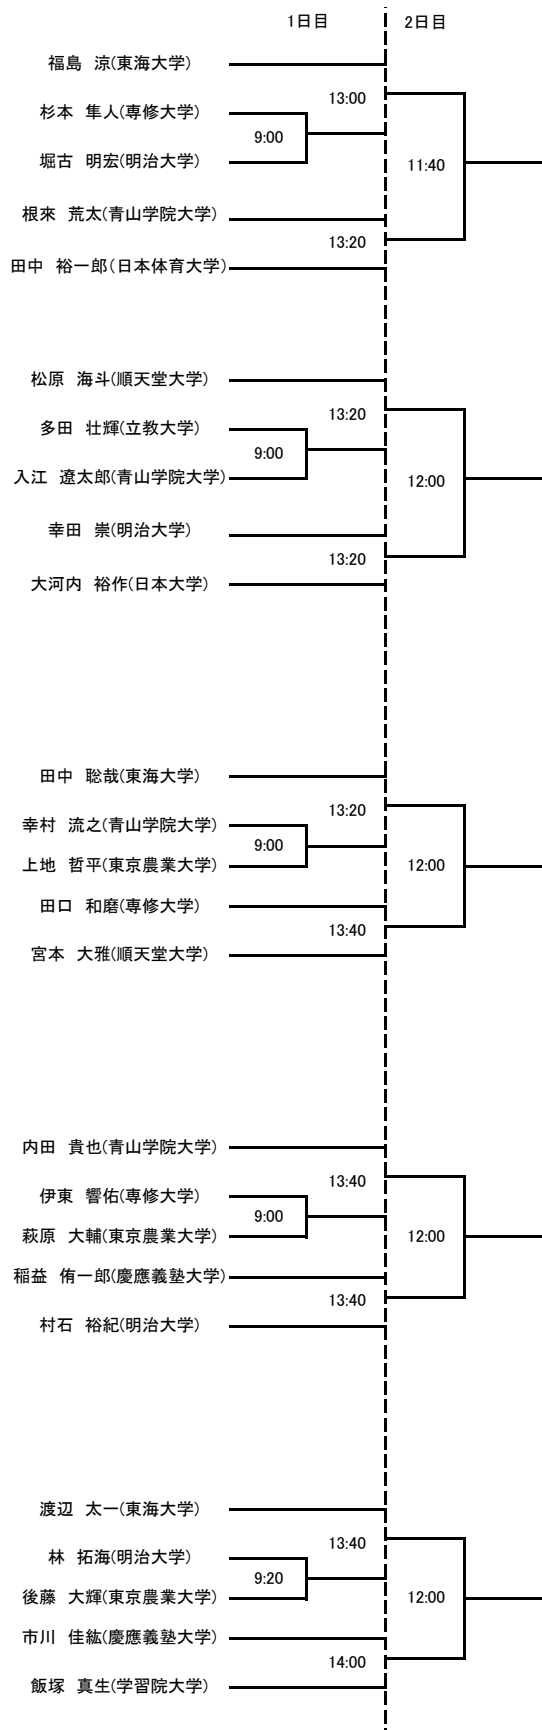 1日目 2日目
福島 涼(東海大学)
13:00
杉本 隼人(専修大学)
9:00
堀古 明宏(明治大学)
11:40
根來 荒太(青山学院大学)
13:20
田中 裕一郎(日本体育大学)
松原 海斗(順天堂大学)
13:20
多田 壮輝(立教大学)
9:00
入江 遼太郎(青山学院大学)
12:00
幸田 崇(明治大学)
13:20
大河内 裕作(日本大学)
田中 聡哉(東海大学)
13:20
幸村 流之(青山学院大学)
9:00
上地 哲平(東京農業大学)
12:00
田口 和磨(専修大学)
13:40
宮本 大雅(順天堂大学)
内田 貴也(青山学院大学)
13:40
伊東 響佑(専修大学)
9:00
萩原 大輔(東京農業大学)
12:00
稲益 侑一郎(慶應義塾大学)
13:40
村石 裕紀(明治大学)
渡辺 太一(東海大学)
13:40
林 拓海(明治大学)
9:20
後藤 大輝(東京農業大学)
12:00
市川 佳紘(慶應義塾大学)
14:00
飯塚 真生(学習院大学)